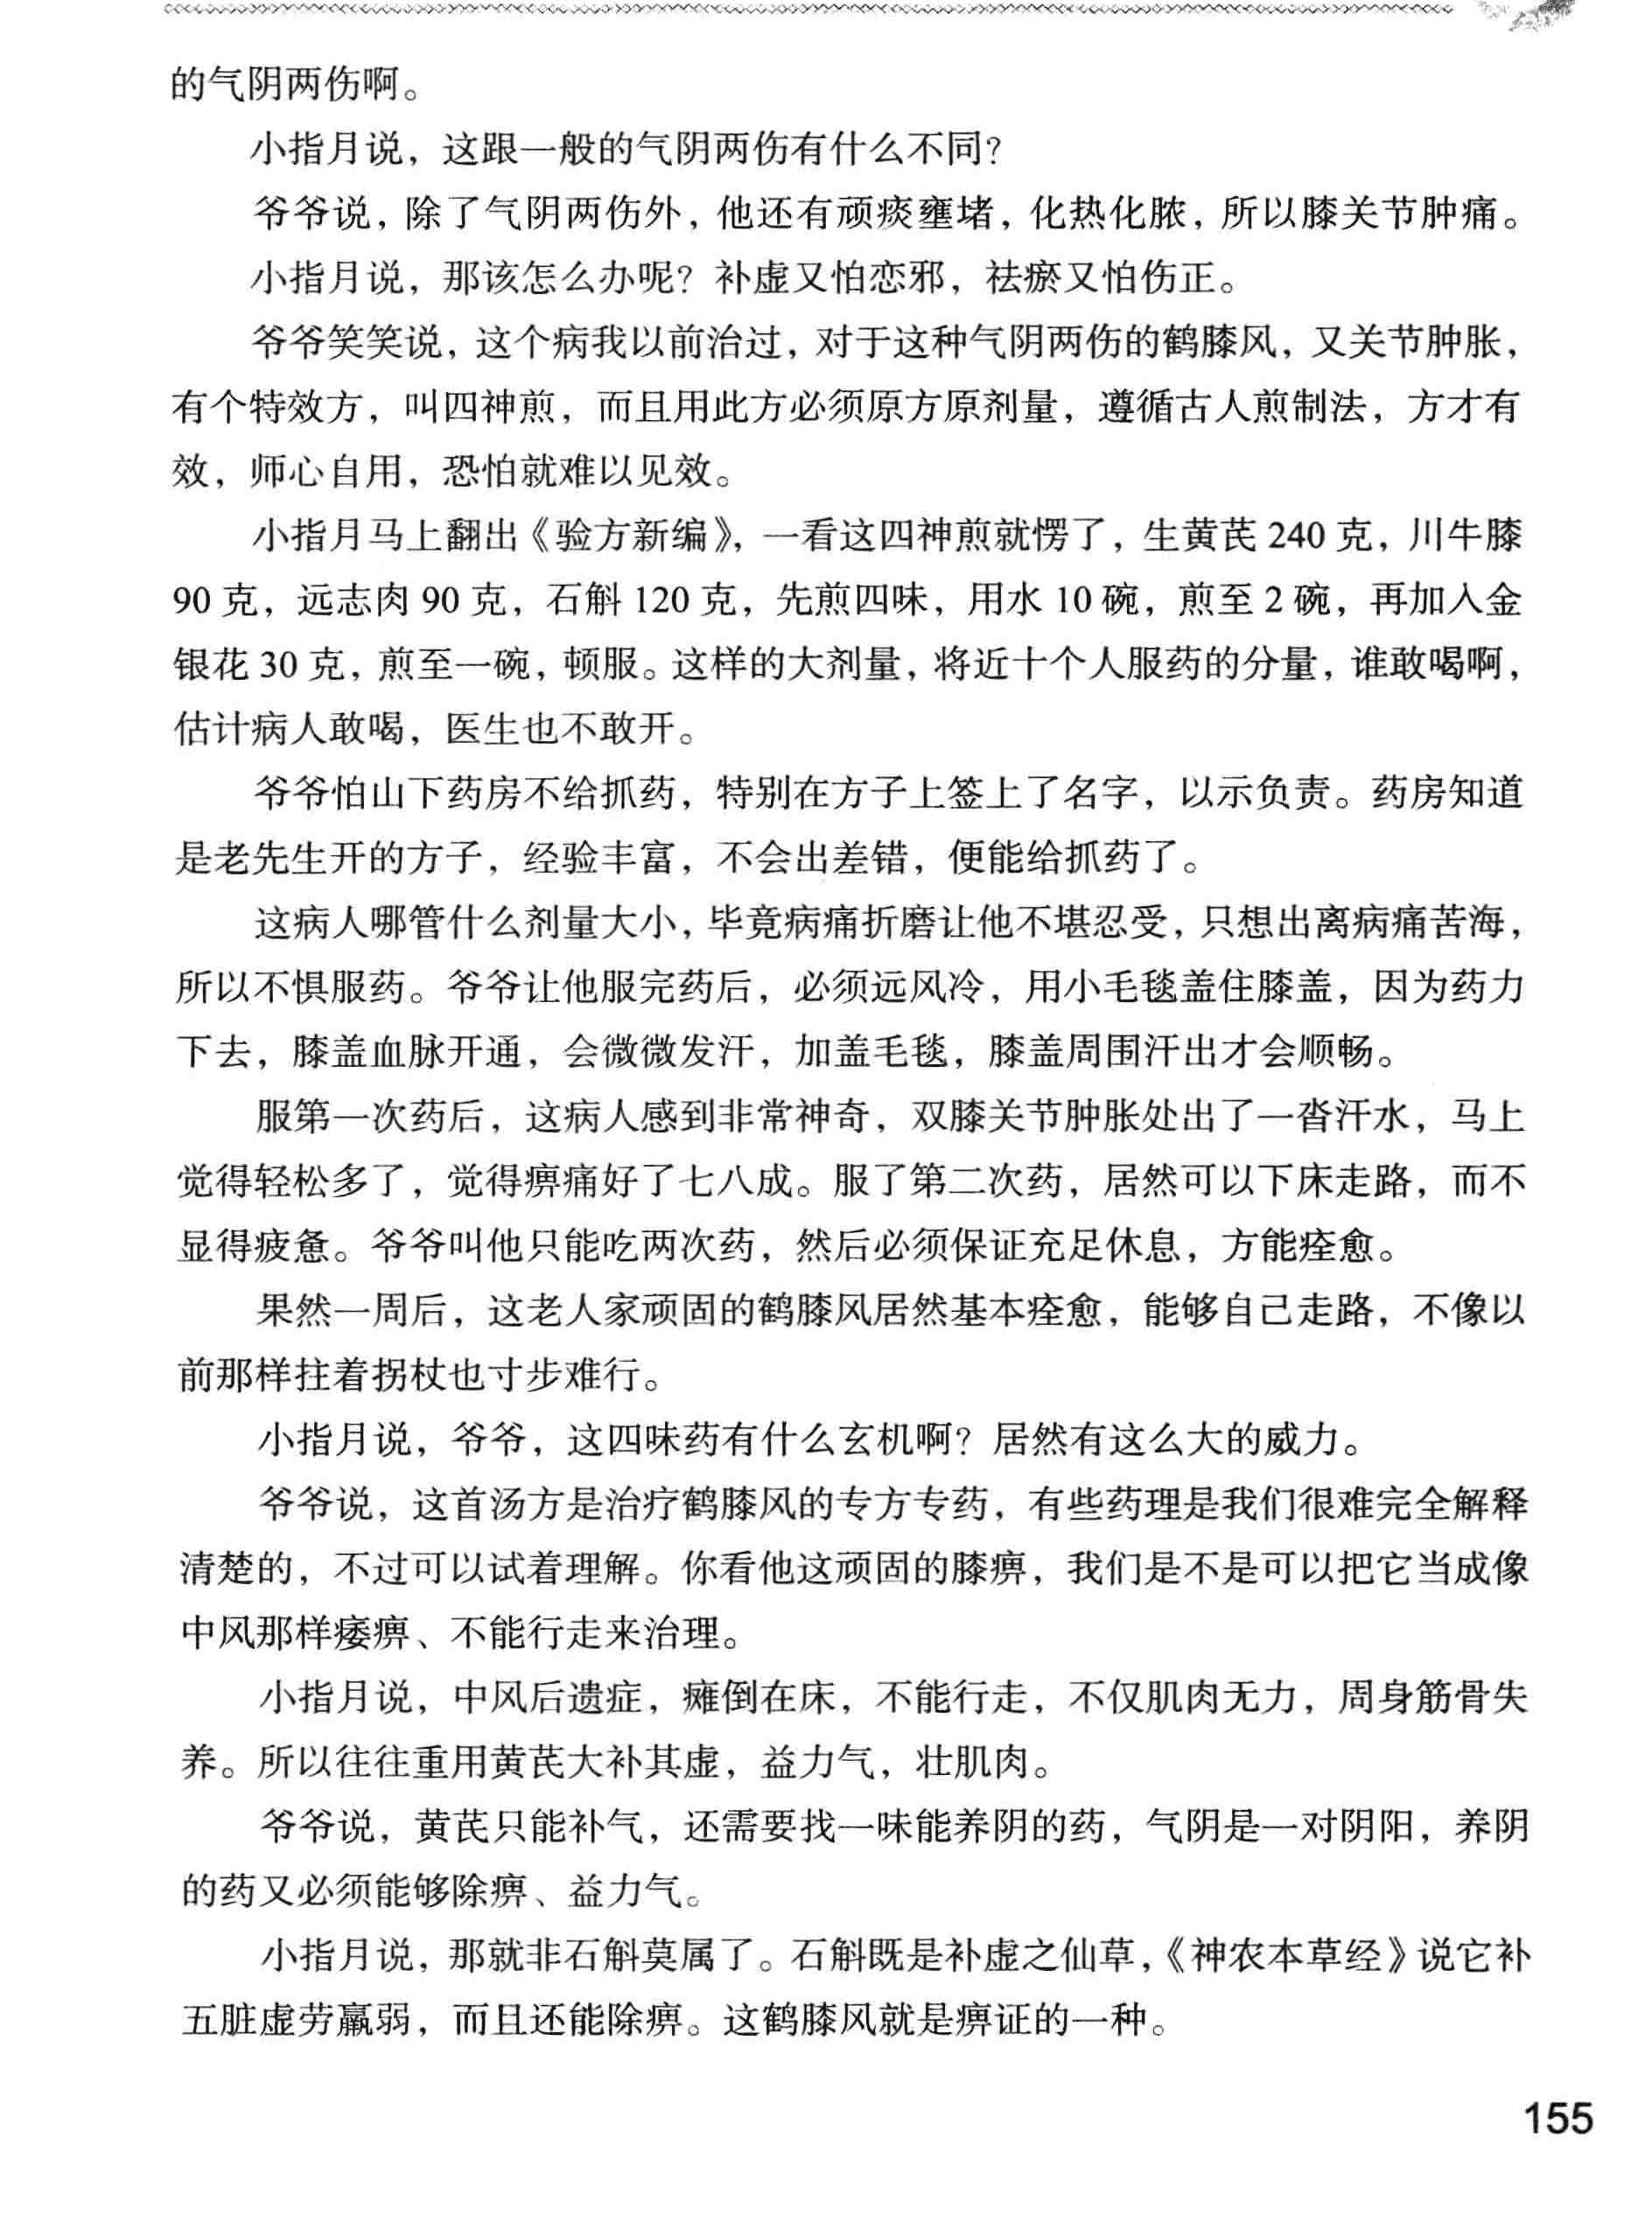 的气阴两伤啊。
小指月说，这跟一般的气阴两伤有什么不同？
爷爷说，除了气阴两伤外，他还有顽痰壅堵，化热化脓，所以膝关节肿痛。
小指月说，那该怎么办呢？补虚又怕恋邪，祛瘀又怕伤正。
爷爷笑笑说，这个病我以前治过，对于这种气阴两伤的鹤膝风，又关节肿胀，
有个特效方，叫四神煎，而且用此方必须原方原剂量，遵循古人煎制法，方才有
效，师心自用，恐怕就难以见效。
小指月马上翻出《验方新编》，一看这四神煎就愣了，生黄芪 240 克，川牛膝
90 克，远志肉 90 克，石斛 120 克，先煎四味，用水 10 碗，煎至 2 碗，再加入金
银花 30 克，煎至一碗，顿服。这样的大剂量，将近十个人服药的分量，谁敢喝啊，
估计病人敢喝，医生也不敢开。
爷爷怕山下药房不给抓药，特别在方子上签上了名字，以示负责。药房知道
是老先生开的方子，经验丰富，不会出差错，便能给抓药了。
这病人哪管什么剂量大小，毕竟病痛折磨让他不堪忍受，只想出离病痛苦海，
所以不惧服药。爷爷让他服完药后，必须远风冷，用小毛毯盖住膝盖，因为药力
下去，膝盖血脉开通，会微微发汗，加盖毛毯，膝盖周围汗出才会顺畅。
服第一次药后，这病人感到非常神奇，双膝关节肿胀处出了一沓汗水，马上
觉得轻松多了，觉得痹痛好了七八成。服了第二次药，居然可以下床走路，而不
显得疲惫。爷爷叫他只能吃两次药，然后必须保证充足休息，方能痊愈。
果然一周后，这老人家顽固的鹤膝风居然基本痊愈，能够自己走路，不像以
前那样拄着拐杖也寸步难行。
小指月说，爷爷，这四味药有什么玄机啊？居然有这么大的威力。
爷爷说，这首汤方是治疗鹤膝风的专方专药，有些药理是我们很难完全解释
清楚的，不过可以试着理解。你看他这顽固的膝痹，我们是不是可以把它当成像
中风那样痿痹、不能行走来治理。
小指月说，中风后遗症，瘫倒在床，不能行走，不仅肌肉无力，周身筋骨失
养。所以往往重用黄芪大补其虚，益力气，壮肌肉。
爷爷说，黄芪只能补气，还需要找一味能养阴的药，气阴是一对阴阳，养阴
的药又必须能够除痹、益力气。
小指月说，那就非石斛莫属了。石斛既是补虚之仙草，《神农本草经》说它补
五脏虚劳羸弱，而且还能除痹。这鹤膝风就是痹证的一种。
155